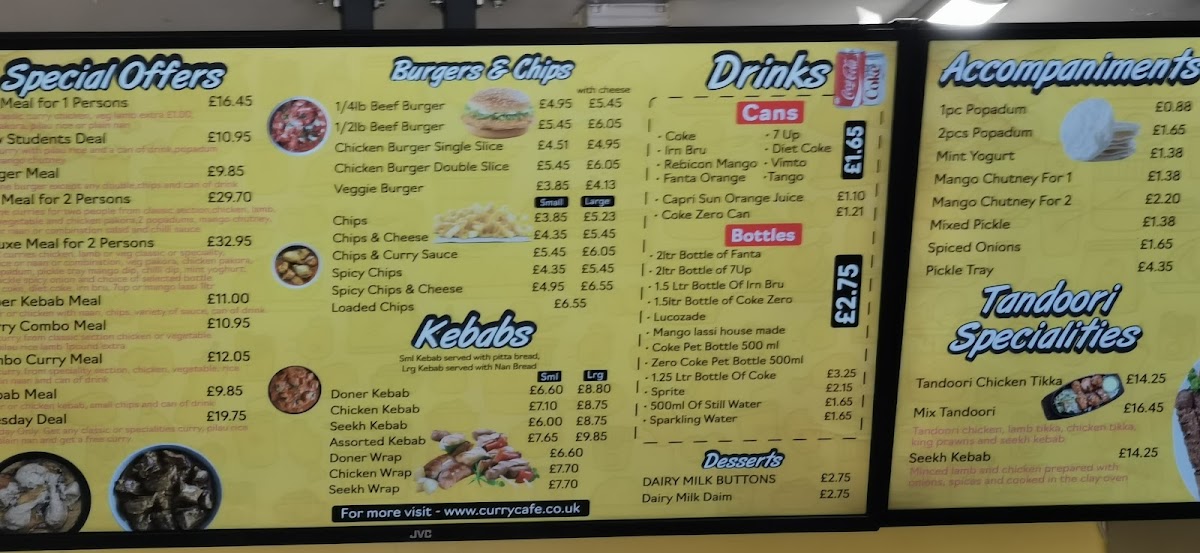 Special Offers
Meal for 1 Persons £16.45
Students Deal £10.95
Meal £9.85
Meal for 2 Persons £29.70
Meal for 2 Persons £32.95
Kebab Meal £11.00
Combo Meal £10.95
Curry Meal £12.05
Meal £9.85
Deal £19.75
Burgers & Chips
with cheese
1/4lb Beef Burger £4.95 £5.45
1/2lb Beef Burger £5.45 £6.05
Chicken Burger Single Slice £4.51 £4.95
Chicken Burger Double Slice £5.45 £6.05
Veggie Burger £3.85 £4.13
Small Large
Chips £3.85 £5.23
Chips & Cheese £4.35 £5.45
Chips & Curry Sauce £5.45 £6.05
Spicy Chips £4.35 £5.45
Spicy Chips & Cheese £4.95 £6.55
Loaded Chips £6.55
Kebabs
Sml Kebab served with pitta bread,
Lrg Kebab served with Nan Bread
Sml Lrg
Doner Kebab £6.60 £8.80
Chicken Kebab £7.10 £8.75
Seekh Kebab £6.00 £8.75
Assorted Kebab £7.65 £9.85
Doner Wrap £6.60
Chicken Wrap £7.70
Seekh Wrap £7.70
For more visit - www.currycafe.co.uk
JVC
Drinks
Coca-Cola
Cans
- Coke - 7 Up
- Irn Bru - Diet Coke
- Rebicon Mango - Vimto
- Fanta Orange -Tango
£1.65
- Capri Sun Orange Juice £1.10
- Coke Zero Can £1.21
Bottles
- 2ltr Bottle of Fanta
- 2ltr Bottle of 7Up
- 1.5 Ltr Bottle Of Irn Bru
- 1.5ltr Bottle of Coke Zero
- Lucozade
- Mango lassi house made
- Coke Pet Bottle 500 ml
- Zero Coke Pet Bottle 500ml
£2.75
- 1.25 Ltr Bottle Of Coke £3.25
- Sprite £2.15
- 500ml Of Still Water £1.65
- Sparkling Water £1.65
Desserts
DAIRY MILK BUTTONS £2.75
Dairy Milk Daim £2.75
Accompaniments
1pc Popadum £0.88
2pcs Popadum £1.65
Mint Yogurt £1.38
Mango Chutney For 1 £1.38
Mango Chutney For 2 £2.20
Mixed Pickle £1.38
Spiced Onions £1.65
Pickle Tray £4.35
Tandoori
Specialities
Tandoori Chicken Tikka £14.25
Mix Tandoori £16.45
Tandoori chicken, lamb tikka, chicken tikka,
king prawns and seekh kebab
Seekh Kebab £14.25
Minced lamb and chicken prepared with
onions, spices and cooked in the clay oven